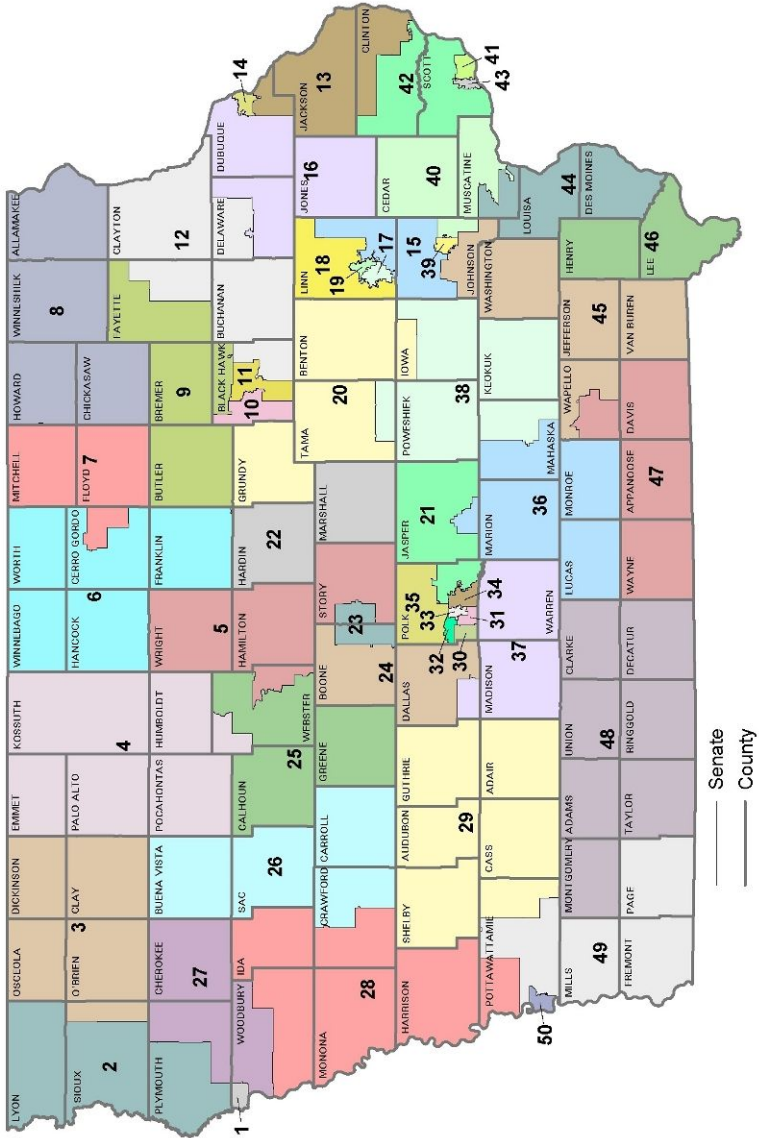 LYON
OSCLOLA
DICKINSON
EMMET
KOSSUTH
WINNEBAGO
WORTH
MITCHELL
HOWARD
WINNESHILK
ALLAMAKEE
SIOUX
2
O'BRIEN
3
CLAY
PALO ALTO
4
HANCOCK
6
CERRO GORDO
FLOYD
7
CHICKASAW
8
PLYMOUTH
CHEROKEE
27
BUENA VISTA
POCAHONTAS
HUMBOLDT
WRIGHT
5
FRANKLIN
BUTLER
BREMER
9
FAYETTE
CLAYTON
12
1
WOODBURY
IDA
SAC
26
CALHOUN
25
WEBSTER
HAMILTON
HARDIN
22
GRUNDY
BLACK HAWK
10
11
BUCHANAN
DELAWARE
DUBUQUE
14
MONONA
28
CRAWFORD
CARROLL
GREENE
BOONE
24
STORY
23
MARSHALL
TAMA
20
BENTON
LINN
18
19
17
JONES
16
JACKSON
13
HARRISON
SHELBY
AUDUBON
29
GUTHRIE
DALLAS
POLK
35
33
32
30
31
34
JASPER
21
POWESHIEK
38
IOWA
15
39
JOHNSON
CEDAR
40
CLINTON
42
SCOTT
41
43
MUSCATINE
POTTAWATTAMIE
50
CASS
ADAIR
MADISON
37
WARREN
MARION
36
MAHASKA
KLOKUK
WASHINGTON
LOUISA
44
MILLS
49
MONTGOMERY
ADAMS
UNION
48
CLARKE
LUCAS
MONROE
WAPELLO
JEFFERSON
45
HENRY
DES MOINES
FREMONT
PAGE
TAYLOR
RINGGOLD
DECATUR
WAYNE
APPANOOSE
47
DAVIS
VAN BUREN
LEE
46
Senate
County